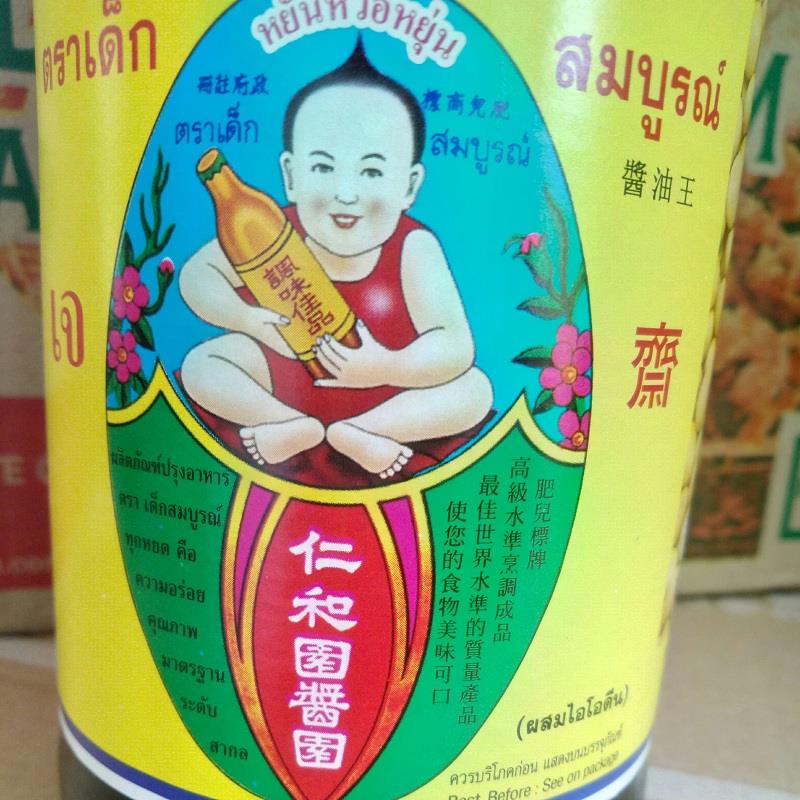 หยั่นหว่อหยุ่น
ตราเด็ก
สมบูรณ์
冊註府政
標商兒肥
ตราเด็ก
สมบูรณ์
醬油王
調味佳品
เจ
齋
ผลิตภัณฑ์ปรุงอาหาร
ตรา เด็กสมบูรณ์
ทุกหยด คือ
ความอร่อย
คุณภาพ
มาตรฐาน
ระดับ
สากล
仁和園醬園
肥兒標牌
高級水準烹調成品
最佳世界水準的質量產品
使您的食物美味可口
(ผสมไอโอดีน)
ควรบริโภคก่อน แสดงบนบรรจุภัณฑ์
Best Before : See on package